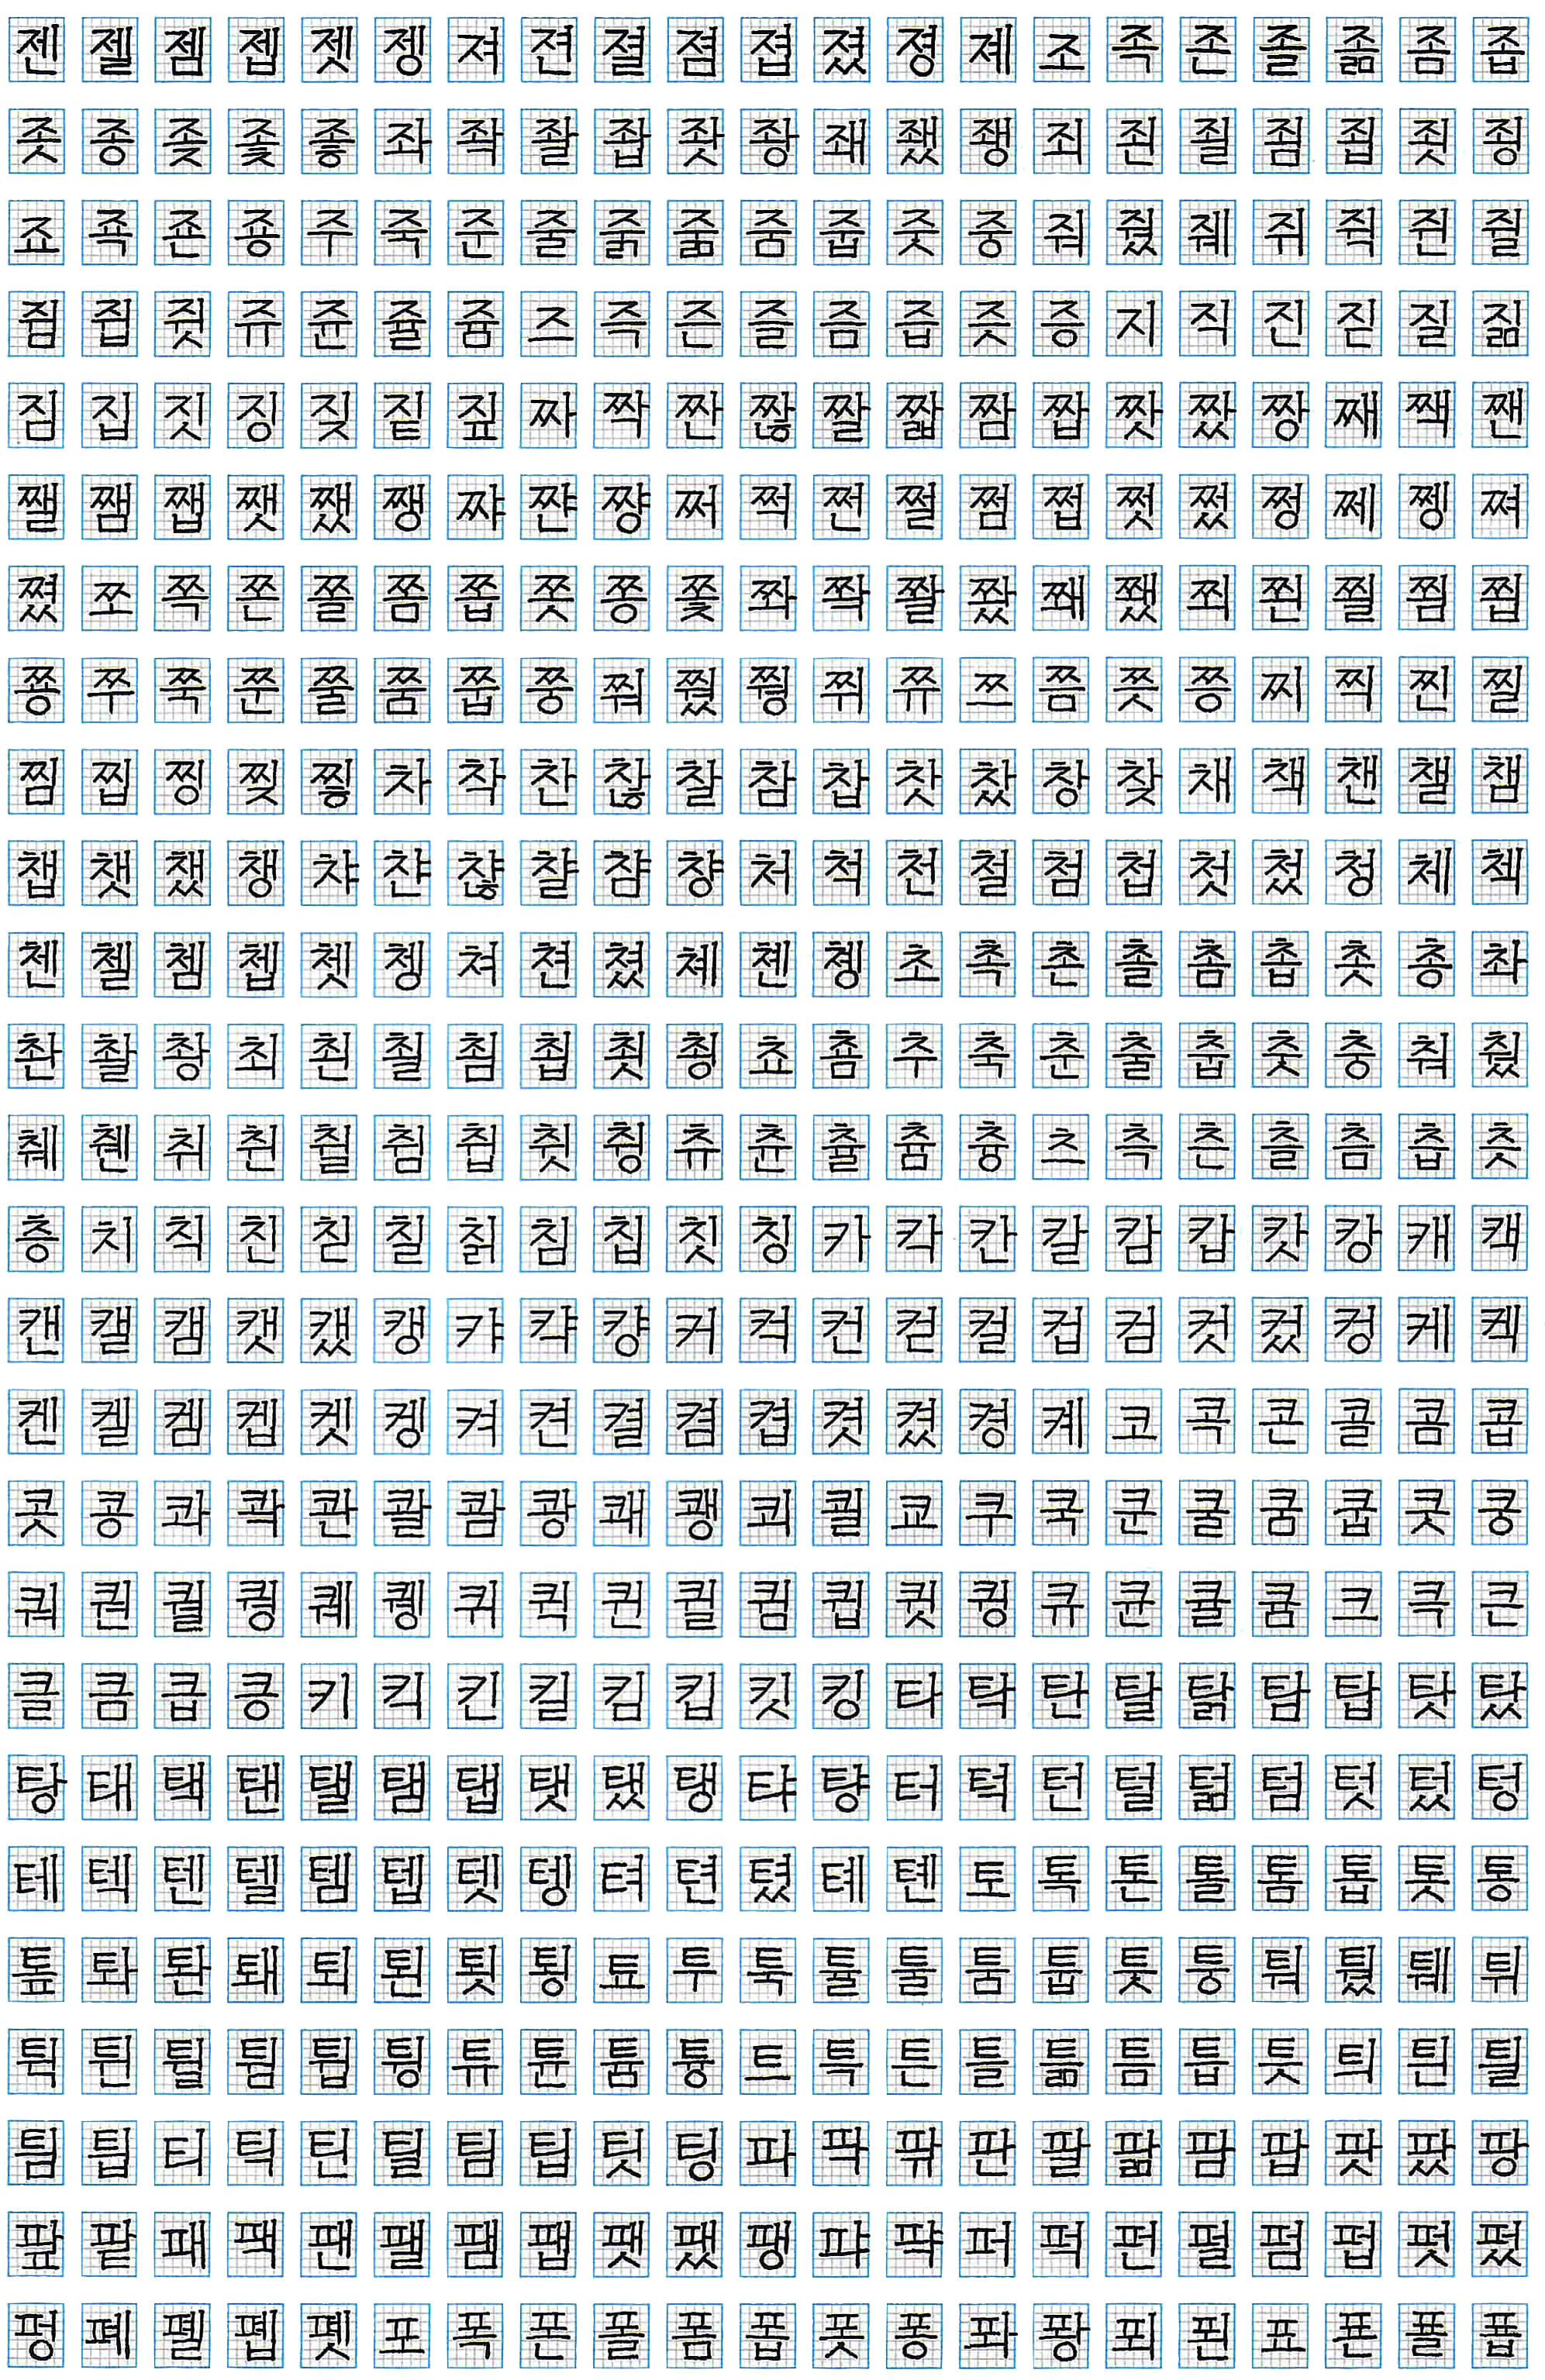 젠 젤 젬 젭 젯 젱 져 젼 졀 졈 졉 졌 졍 졔 조 족 존 졸 졺 좀 좁
좃 종 좆 좇 좋 좌 좍 좔 좝 좟 좡 좨 좼 좽 죄 죈 죌 죔 죕 죗 죙
죠 죡 죤 죵 주 죽 준 줄 줅 줆 줌 줍 줏 중 줘 줬 줴 쥐 쥑 쥔 쥘
쥠 쥡 쥣 쥬 쥰 쥴 쥼 즈 즉 즌 즐 즘 즙 즛 증 지 직 진 짇 질 짊
짐 집 짓 징 짖 짙 짚 짜 짝 짠 짢 짤 짧 짬 짭 짯 짰 짱 째 짹 짼
쨀 쨈 쨉 쨋 쨌 쨍 쨔 쨘 쨩 쩌 쩍 쩐 쩔 쩜 쩝 쩟 쩠 쩡 쩨 쩽 쪄
쪘 쪼 쪽 쫀 쫄 쫌 쫍 쫏 쫑 쫓 쫘 쫙 쫠 쫬 쫴 쬈 쬐 쬔 쬘 쬠 쬡
쭁 쭈 쭉 쭌 쭐 쭘 쭙 쭝 쭤 쭸 쭹 쮜 쮸 쯔 쯤 쯧 쯩 찌 찍 찐 찔
찜 찝 찡 찢 찧 차 착 찬 찮 찰 참 찹 찻 찼 창 찾 채 책 챈 챌 챔
챕 챗 챘 챙 챠 챤 챦 챨 챰 챵 처 척 천 철 첨 첩 첫 첬 청 체 첵
첸 첼 쳄 쳅 쳇 쳉 쳐 쳔 쳤 쳬 쳰 촁 초 촉 촌 촐 촘 촙 촛 총 촤
촨 촬 촹 최 쵠 쵤 쵬 쵭 쵯 쵱 쵸 춈 추 축 춘 출 춥 춧 충 춰 췄
췌 췐 취 췬 췰 췸 췹 췻 췽 츄 츈 츌 츔 츙 츠 측 츤 츨 츰 츱 츳
층 치 칙 친 칟 칠 칡 침 칩 칫 칭 카 칵 칸 칼 캄 캅 캇 캉 캐 캑
캔 캘 캠 캣 캤 캥 캬 캭 컁 커 컥 컨 컫 컬 컵 컴 컷 컸 컹 케 켁
켄 켈 켐 켑 켓 켕 켜 켠 켤 켬 켭 켯 켰 켱 켸 코 콕 콘 콜 콤 콥
콧 콩 콰 콱 콴 콸 쾀 쾅 쾌 쾡 쾨 쾰 쿄 쿠 쿡 쿤 쿨 쿰 쿱 쿳 쿵
쿼 퀀 퀄 퀑 퀘 퀭 퀴 퀵 퀸 퀼 큄 큅 큇 큉 큐 큔 큘 큠 크 큭 큰
클 큼 큽 킁 키 킥 킨 킬 킴 킵 킷 킹 타 탁 탄 탈 탉 탐 탑 탓 탔
탕 태 택 탠 탤 탬 탭 탯 탰 탱 탸 턍 터 턱 턴 털 턺 텀 텃 텄 텅
테 텍 텐 텔 템 텝 텟 텡 텨 텬 텼 톄 톈 토 톡 톤 톨 톰 톱 톳 통
톺 톼 퇀 퇘 퇴 퇸 툇 툉 툐 투 툭 툴 툴 툼 툽 툿 퉁 퉈 퉜 퉤 튀
튁 튄 튈 튐 튑 튕 튜 튠 튬 튱 트 특 튼 틀 틂 틈 틉 틋 틔 틘 틜
틤 틥 티 틱 틴 틸 팀 팁 팃 팅 파 팍 팎 판 팔 팖 팜 팝 팟 팠 팡
팦 팥 패 팩 팬 팰 팸 팹 팻 팼 팽 퍄 퍅 퍼 퍽 펀 펄 펌 펍 펏 펐
펑 폐 폘 폡 폣 포 폭 폰 폴 폼 폽 폿 퐁 퐈 퐝 푀 푄 표 푠 푤 푭